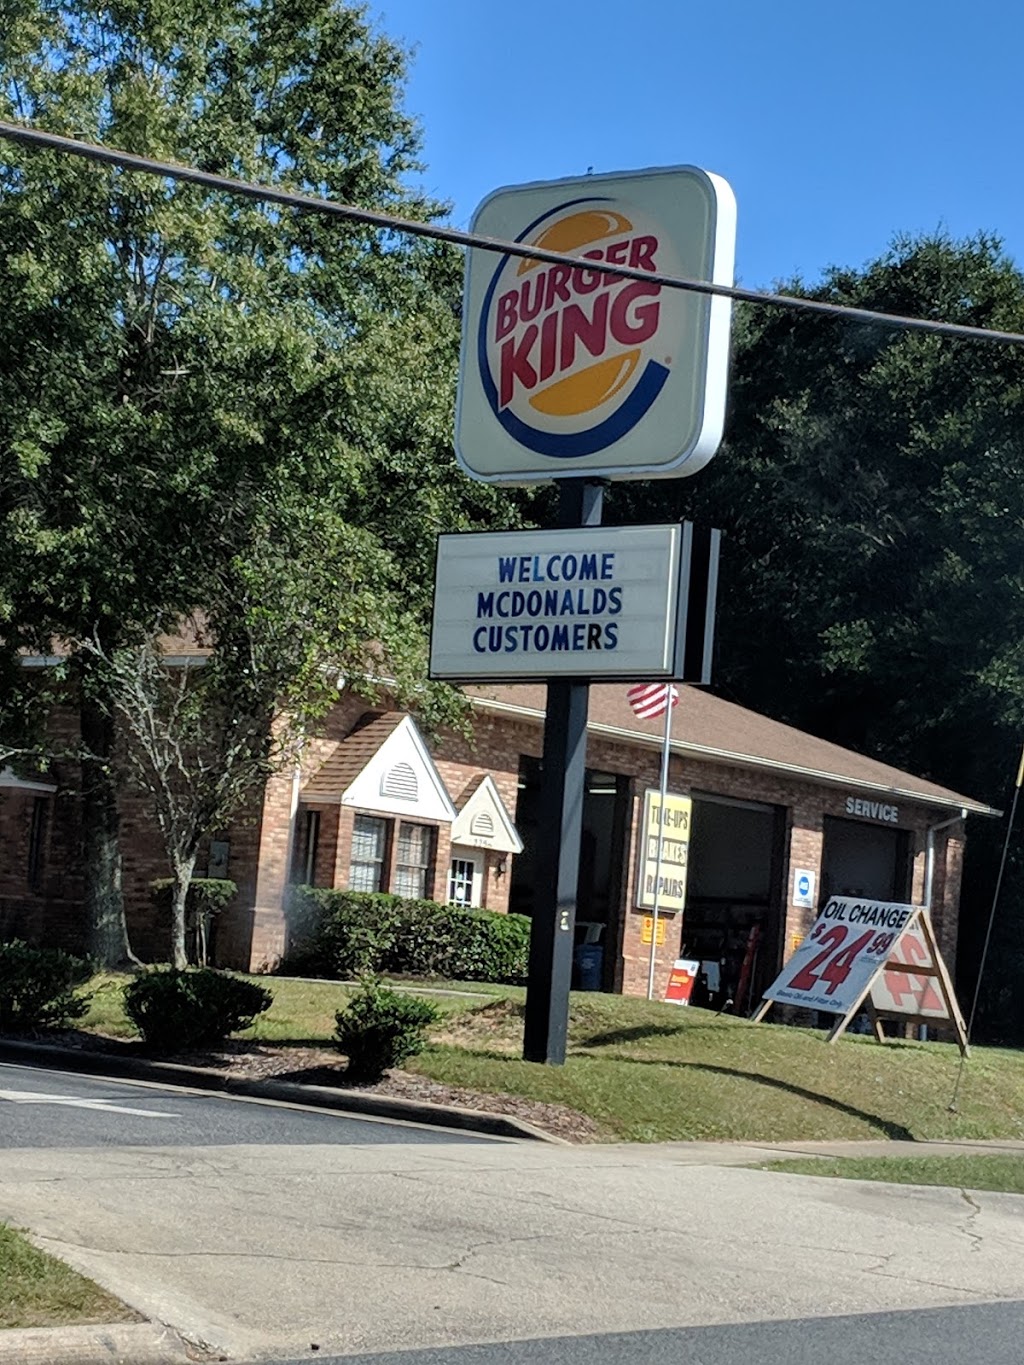 BURGER
KING
WELCOME
MCDONALDS
CUSTOMERS
SERVICE
TUNE-UPS
BRAKES
REPAIRS
OIL CHANGE
$24.99